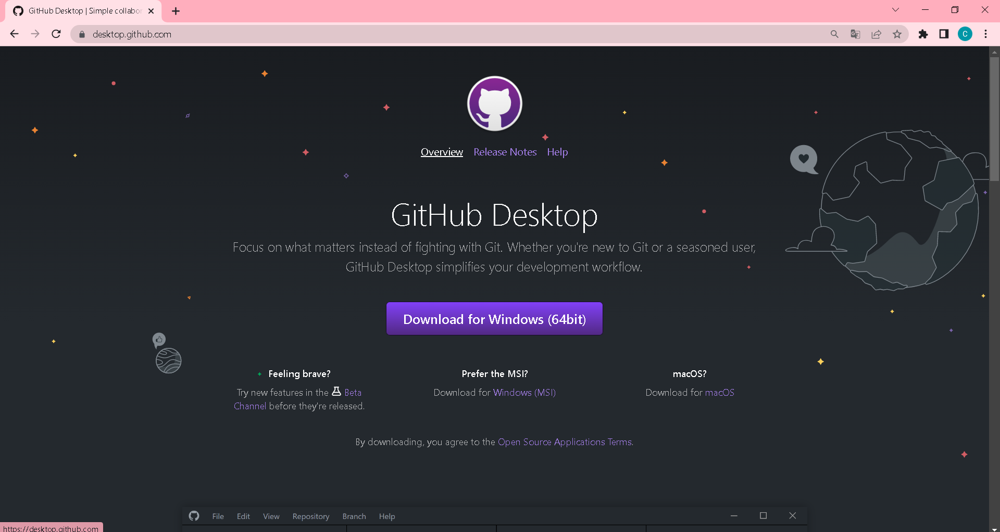 GitHub Desktop | Simple collabor
desktop.github.com
C
Overview Release Notes Help
GitHub Desktop
Focus on what matters instead of fighting with Git. Whether you're new to Git or a seasoned user,
GitHub Desktop simplifies your development workflow.
Download for Windows (64bit)
Feeling brave?
Try new features in the Beta
Channel before they're released.
Prefer the MSI?
Download for Windows (MSI)
macOS?
Download for macOS
By downloading, you agree to the Open Source Applications Terms.
File Edit View Repository Branch Help
https://desktop.github.com